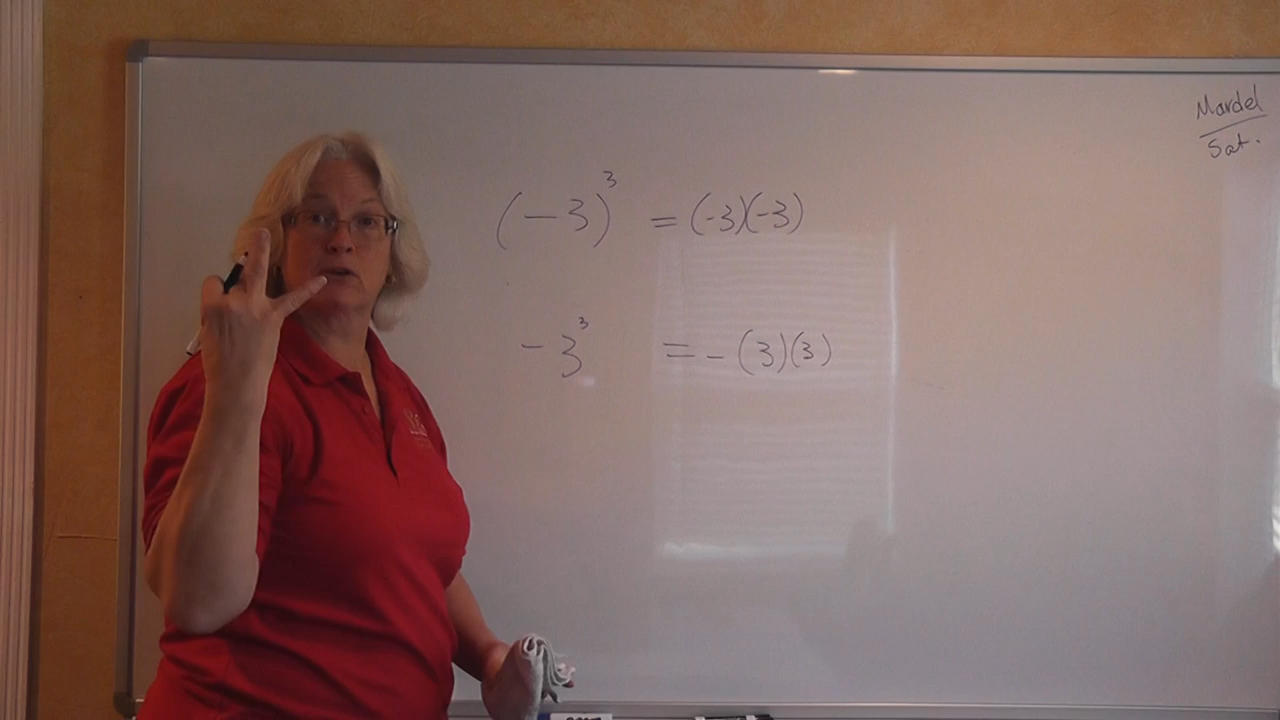 Mardel
Sat.
(-3)³ = (-3)(-3)
-3³ = -(3)(3)